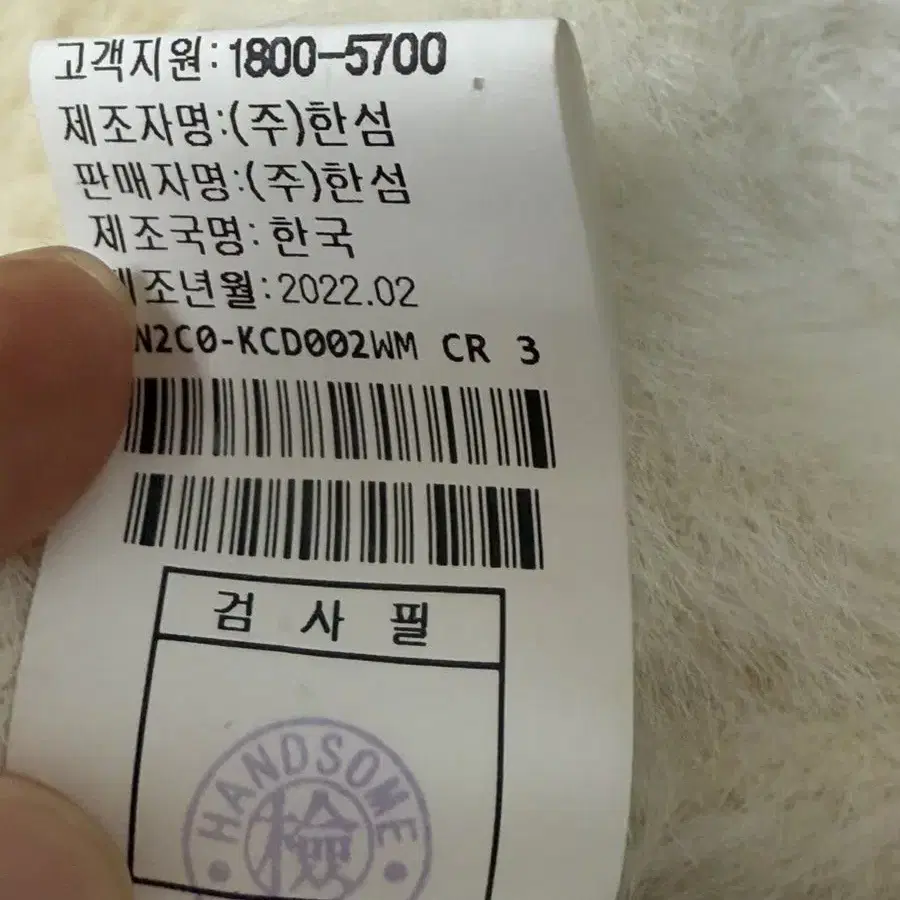 고객지원:1800-5700
제조자명:(주)한섬
판매자명:(주)한섬
제조국명:한국
제조년월:2022.02
N2C0-KCD002WM CR 3
검 사 필
HANDSOME
檢